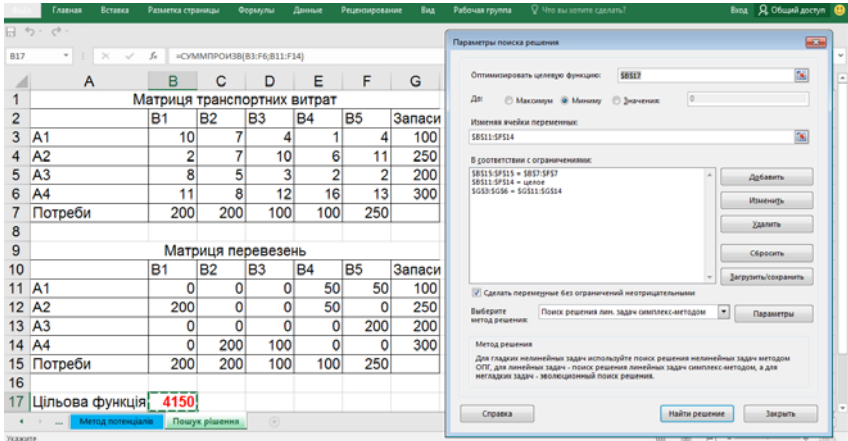 Главная Вставка Разметка страницы Формулы Данные Рецензирование Вид Рабочая группа Что вы хотите сделать? Вход Общий доступ
B17 fx =СУММПРОИЗВ(B3:F6;B11:F14)
A B C D E F G
1 Матриця транспортних витрат
2 B1 B2 B3 B4 B5 Запаси
3 A1 10 7 4 1 4 100
4 A2 2 7 10 6 11 250
5 A3 8 5 3 2 2 200
6 A4 11 8 12 16 13 300
7 Потреби 200 200 100 100 250
8
9 Матриця перевезень
10 B1 B2 B3 B4 B5 Запаси
11 A1 0 0 0 50 50 100
12 A2 200 0 0 50 0 250
13 A3 0 0 0 0 200 200
14 A4 0 200 100 0 0 300
15 Потреби 200 200 100 100 250
16
17 Цільова функція 4150
... Метод потенціалів Пошук рішення
Укажите
Параметры поиска решения
Оптимизировать целевую функцию: $B$17
До: Максимум Минимум Значения: 0
Изменяя ячейки переменных:
$B$11:$F$14
В соответствии с ограничениями:
$B$15:$F$15 = $B$7:$F$7
$B$11:$F$14 = целое
$G$3:$G$6 = $G$11:$G$14
Добавить
Изменить
Удалить
Сбросить
Загрузить/сохранить
Сделать переменные без ограничений неотрицательными
Выберите
метод решения:
Поиск решения лин. задач симплекс-методом
Параметры
Метод решения
Для гладких нелинейных задач используйте поиск решения нелинейных задач методом
ОПГ, для линейных задач - поиск решения линейных задач симплекс-методом, а для
негладких задач - эволюционный поиск решения.
Справка Найти решение Закрыть